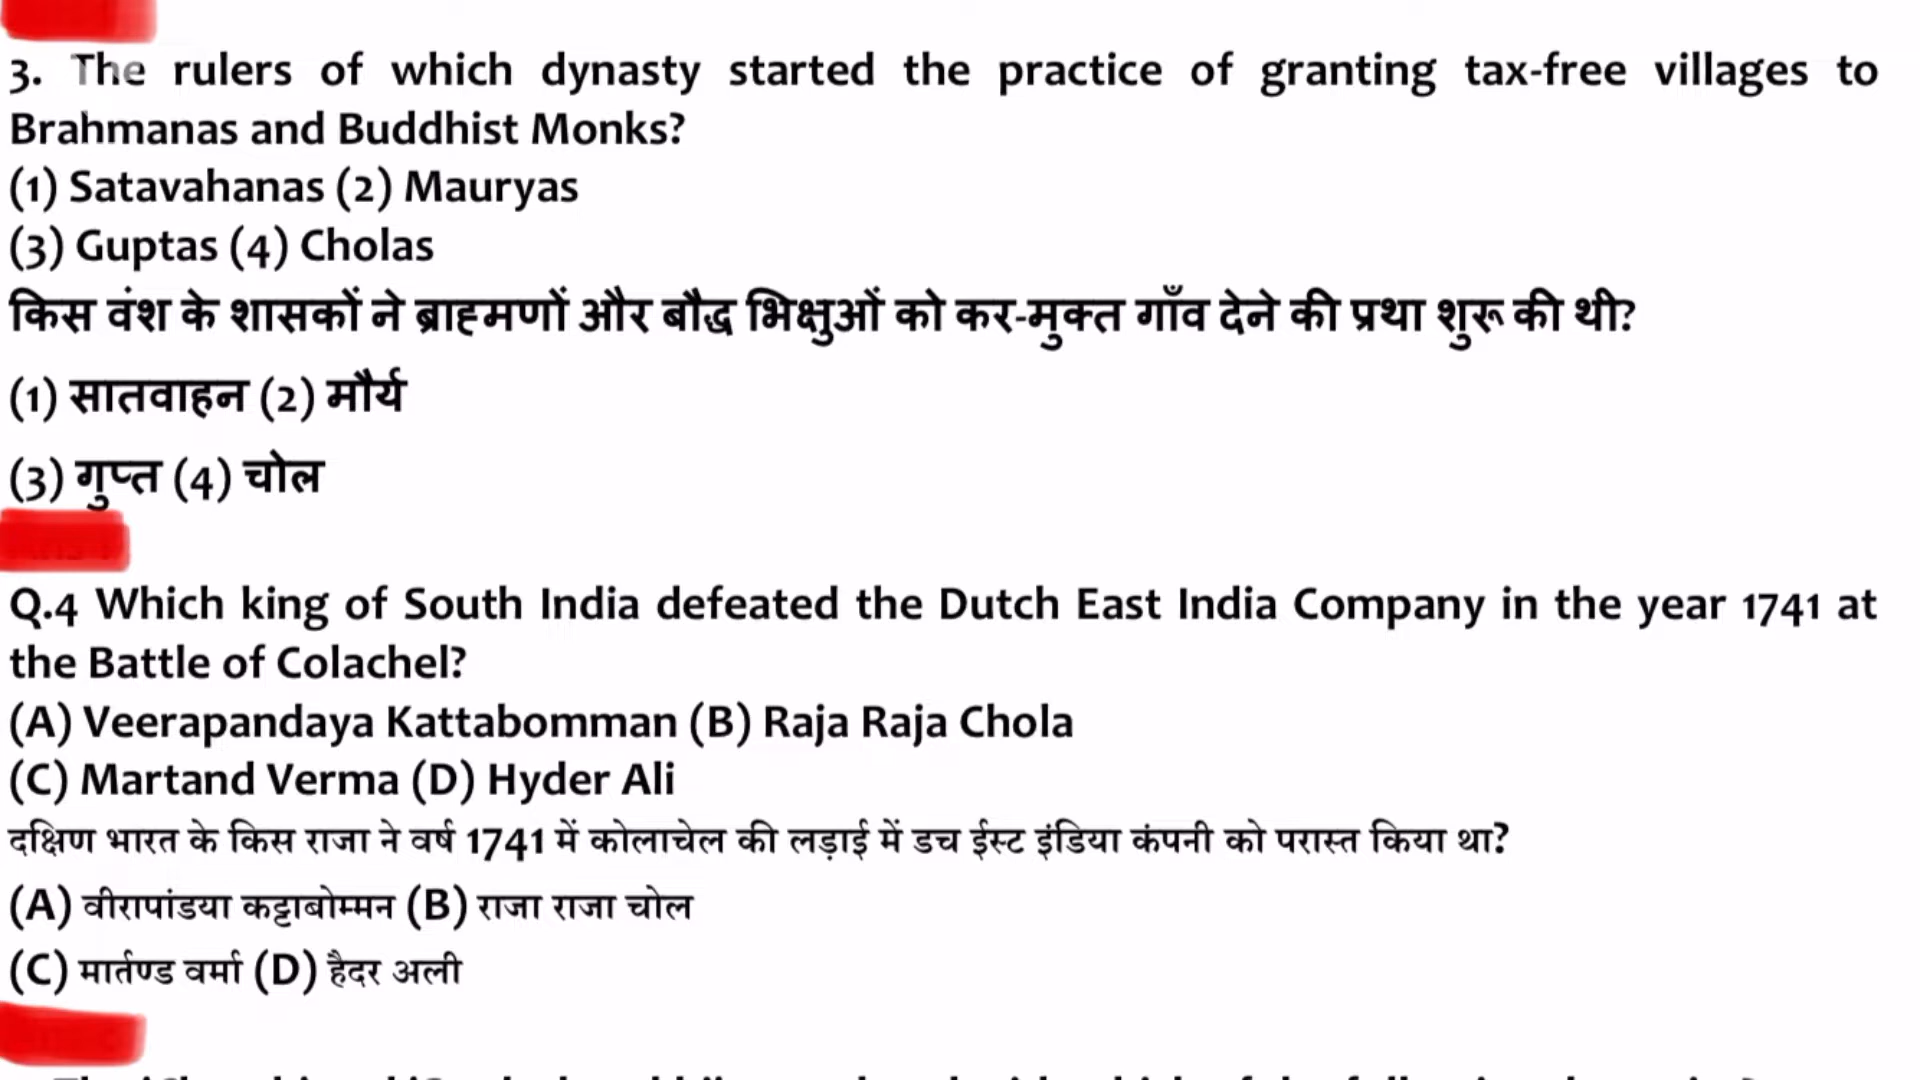 3. The rulers of which dynasty started the practice of granting tax-free villages to
Brahmanas and Buddhist Monks?
(1) Satavahanas (2) Mauryas
(3) Guptas (4) Cholas
किस वंश के शासकों ने ब्राह्मणों और बौद्ध भिक्षुओं को कर-मुक्त गाँव देने की प्रथा शुरू की थी?
(1) सातवाहन (2) मौर्य
(3) गुप्त (4) चोल
Q.4 Which king of South India defeated the Dutch East India Company in the year 1741 at
the Battle of Colachel?
(A) Veerapandaya Kattabomman (B) Raja Raja Chola
(C) Martand Verma (D) Hyder Ali
दक्षिण भारत के किस राजा ने वर्ष 1741 में कोलाचेल की लड़ाई में डच ईस्ट इंडिया कंपनी को परास्त किया था?
(A) वीरापांडया कट्टाबोम्मन (B) राजा राजा चोल
(C) मार्तण्ड वर्मा (D) हैदर अली